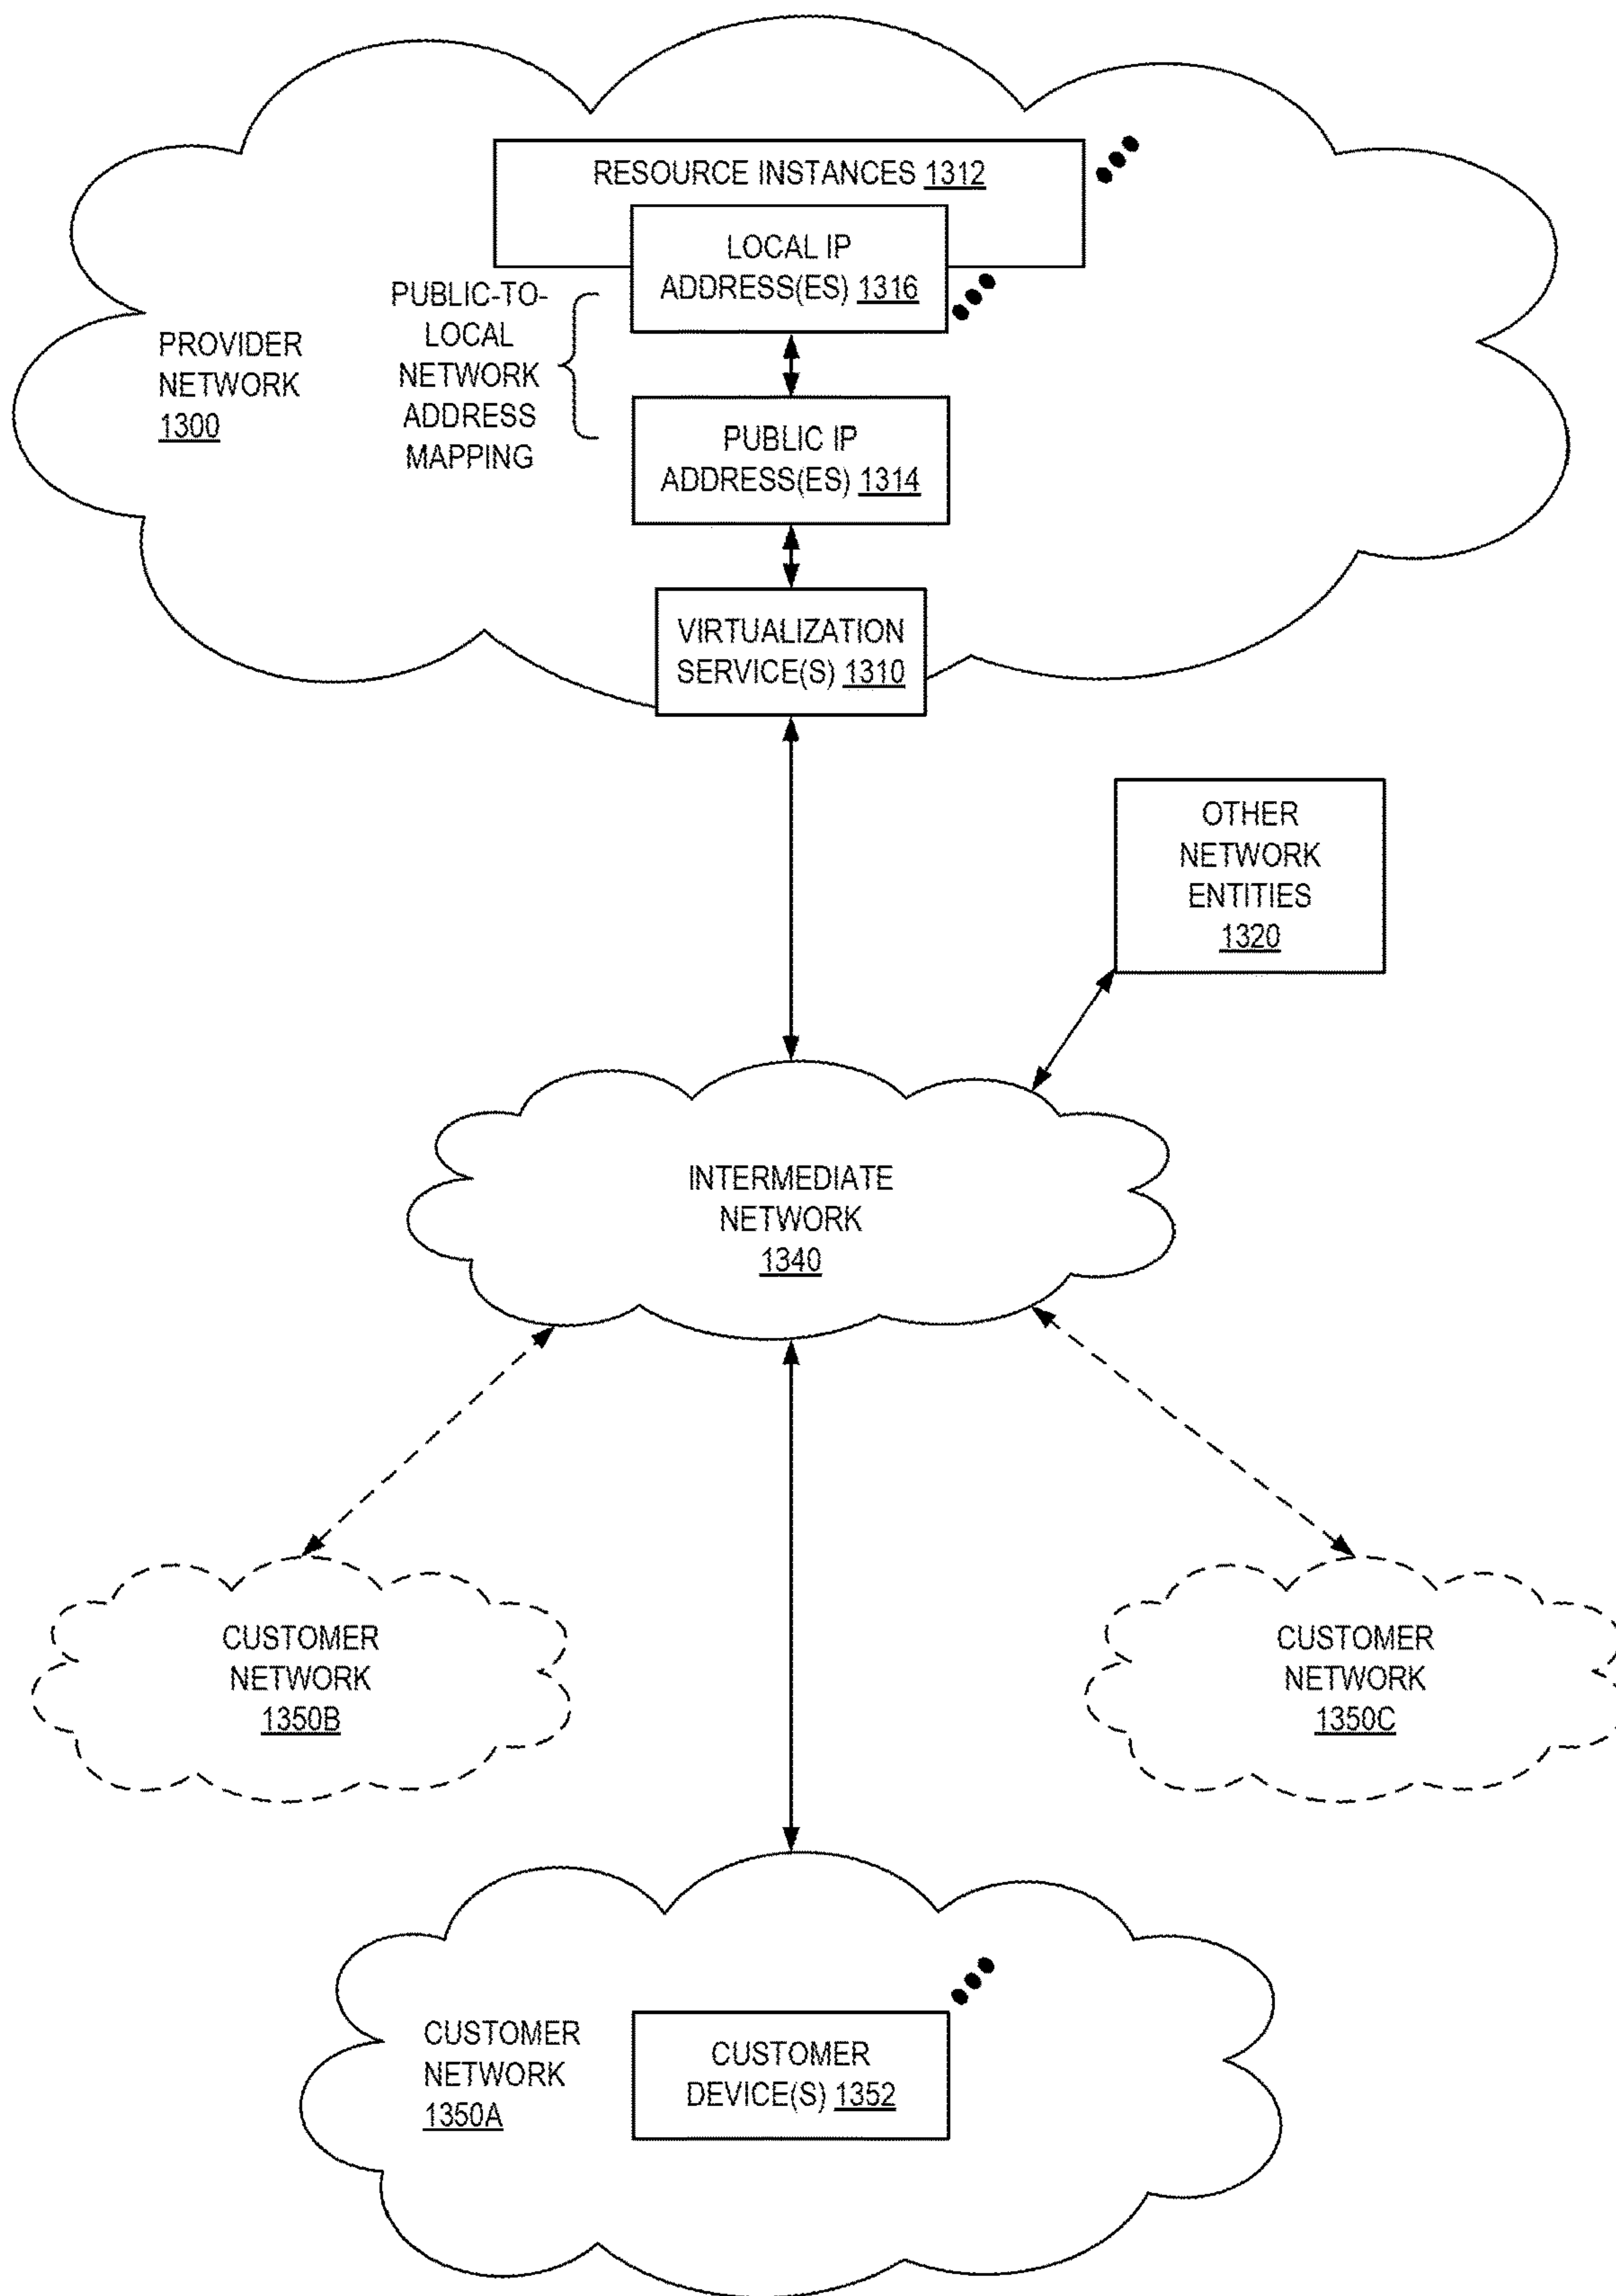 RESOURCE INSTANCES 1312
LOCAL IP
ADDRESS(ES) 1316
PUBLIC-TO-
LOCAL
NETWORK
ADDRESS
MAPPING
PROVIDER
NETWORK
1300
PUBLIC IP
ADDRESS(ES) 1314
VIRTUALIZATION
SERVICE(S) 1310
OTHER
NETWORK
ENTITIES
1320
INTERMEDIATE
NETWORK
1340
CUSTOMER
NETWORK
1350B
CUSTOMER
NETWORK
1350C
CUSTOMER
NETWORK
1350A
CUSTOMER
DEVICE(S) 1352